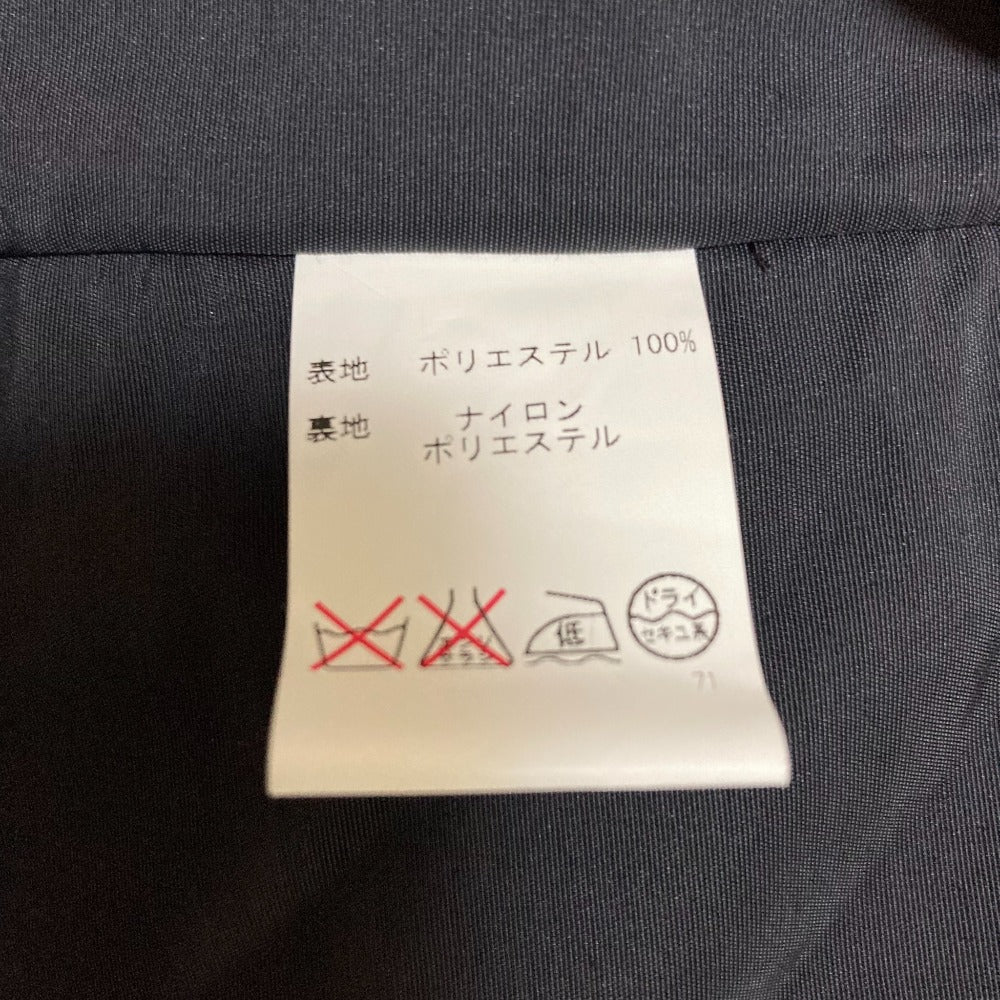 表地 ポリエステル 100%
裏地 ナイロン
ポリエステル
低
ドライ
セキユ系
71